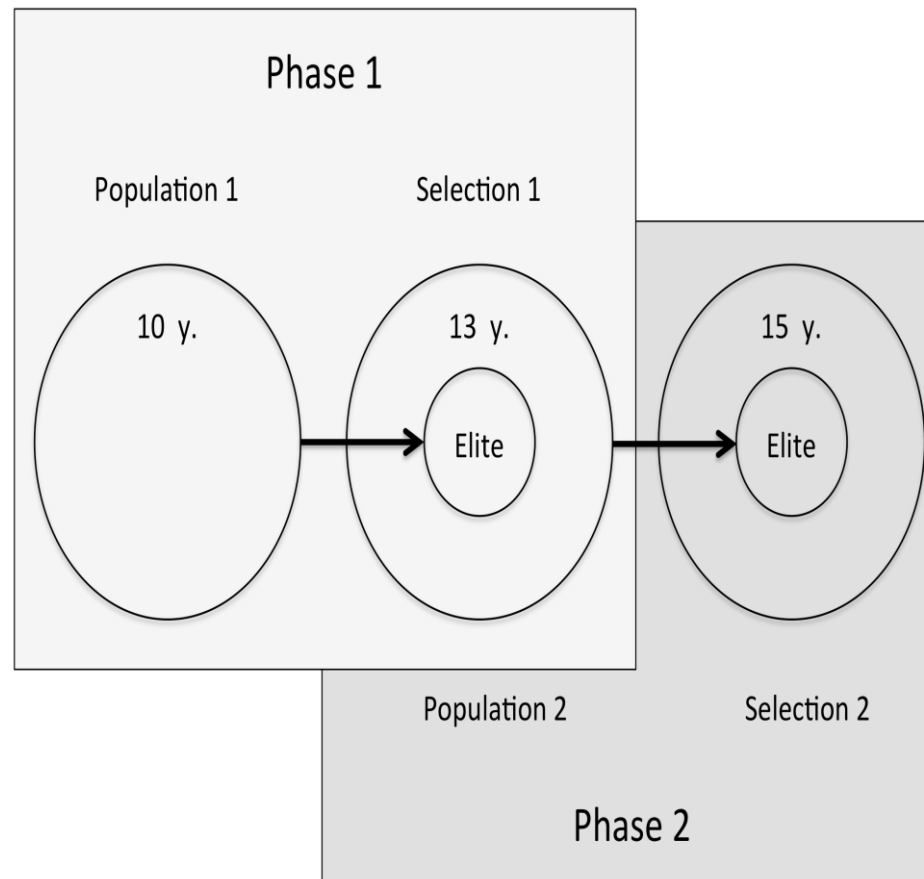 Phase 1
Population 1
Selection 1
10 y.
13 y.
15 y.
Elite
Elite
Population 2
Selection 2
Phase 2